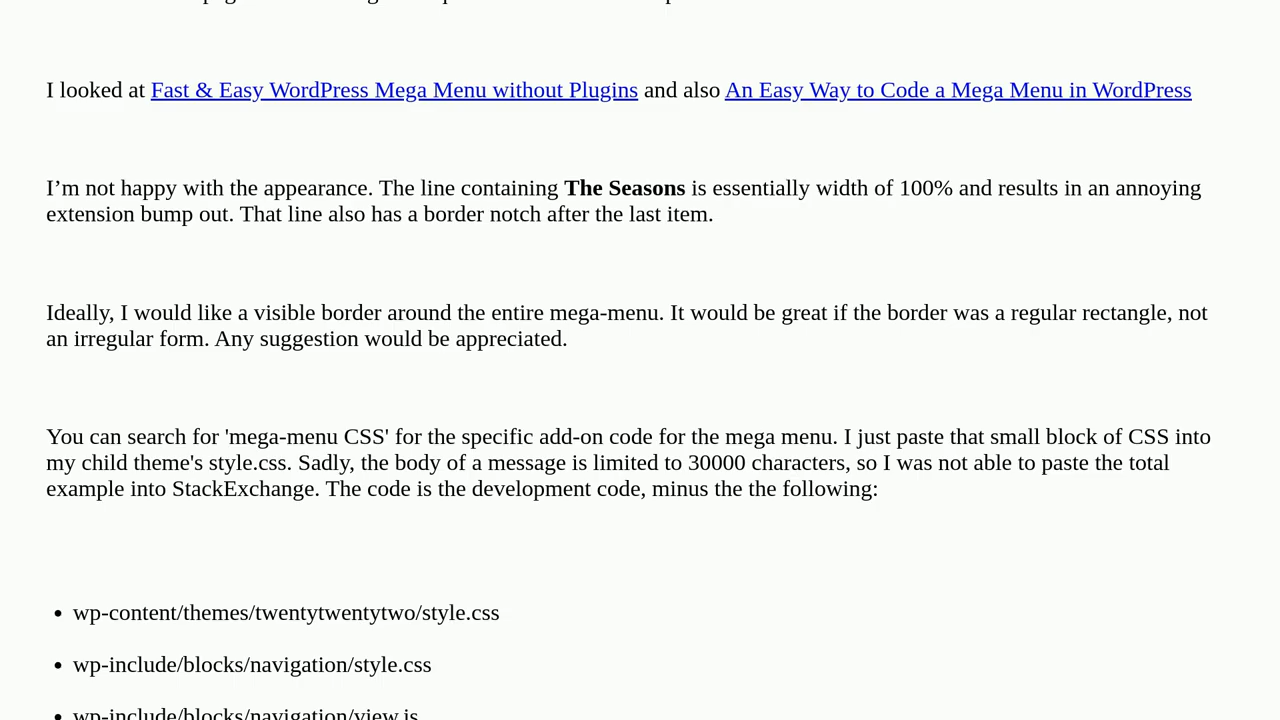 I looked at Fast & Easy WordPress Mega Menu without Plugins and also An Easy Way to Code a Mega Menu in WordPress
I’m not happy with the appearance. The line containing The Seasons is essentially width of 100% and results in an annoying
extension bump out. That line also has a border notch after the last item.
Ideally, I would like a visible border around the entire mega-menu. It would be great if the border was a regular rectangle, not
an irregular form. Any suggestion would be appreciated.
You can search for 'mega-menu CSS' for the specific add-on code for the mega menu. I just paste that small block of CSS into
my child theme's style.css. Sadly, the body of a message is limited to 30000 characters, so I was not able to paste the total
example into StackExchange. The code is the development code, minus the the following:
• wp-content/themes/twentytwentytwo/style.css
• wp-include/blocks/navigation/style.css
• wp-include/blocks/navigation/view.js